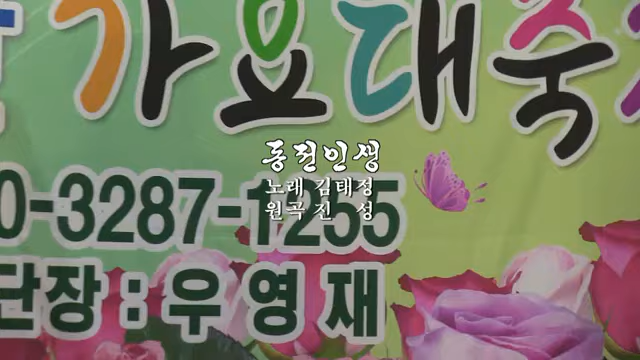 가요대축
동전인생
노래 김태정
원곡 진 성
0-3287-1255
단장 : 우영재